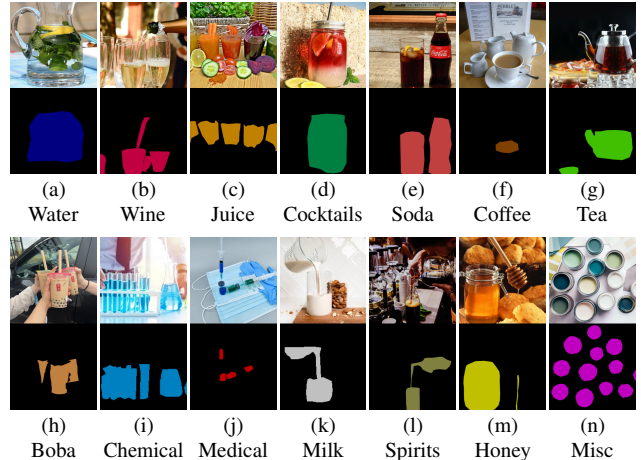 (a) (b) (c) (d) (e) (f) (g)
Water Wine Juice Cocktails Soda Coffee Tea
(h) (i) (j) (k) (l) (m) (n)
Boba Chemical Medical Milk Spirits Honey Misc